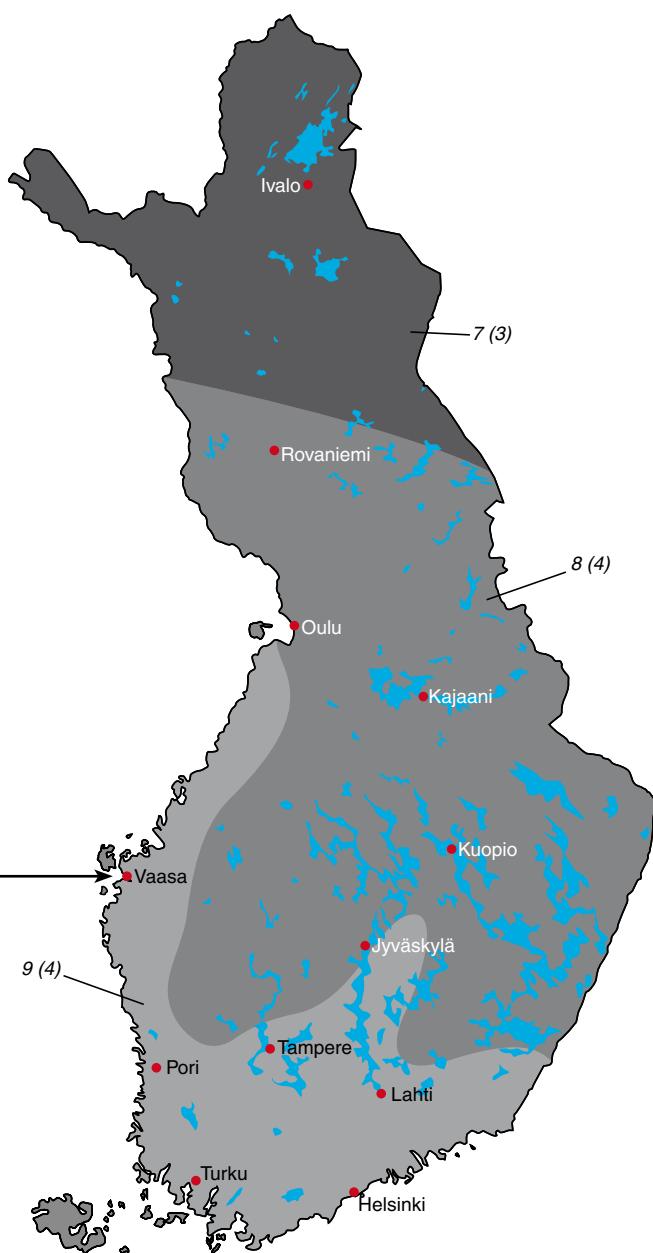 Ivalo
7 (3)
Rovaniemi
8 (4)
Oulu
Kajaani
Kuopio
Vaasa
Jyväskylä
9 (4)
Tampere
Pori
Lahti
Turku
Helsinki